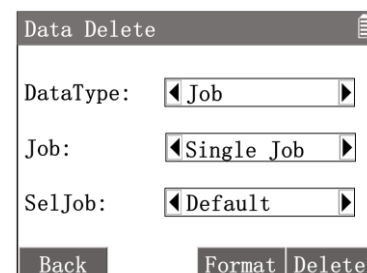 Data Delete
DataType: Job
Job: Single Job
SelJob: Default
Back Format Delete